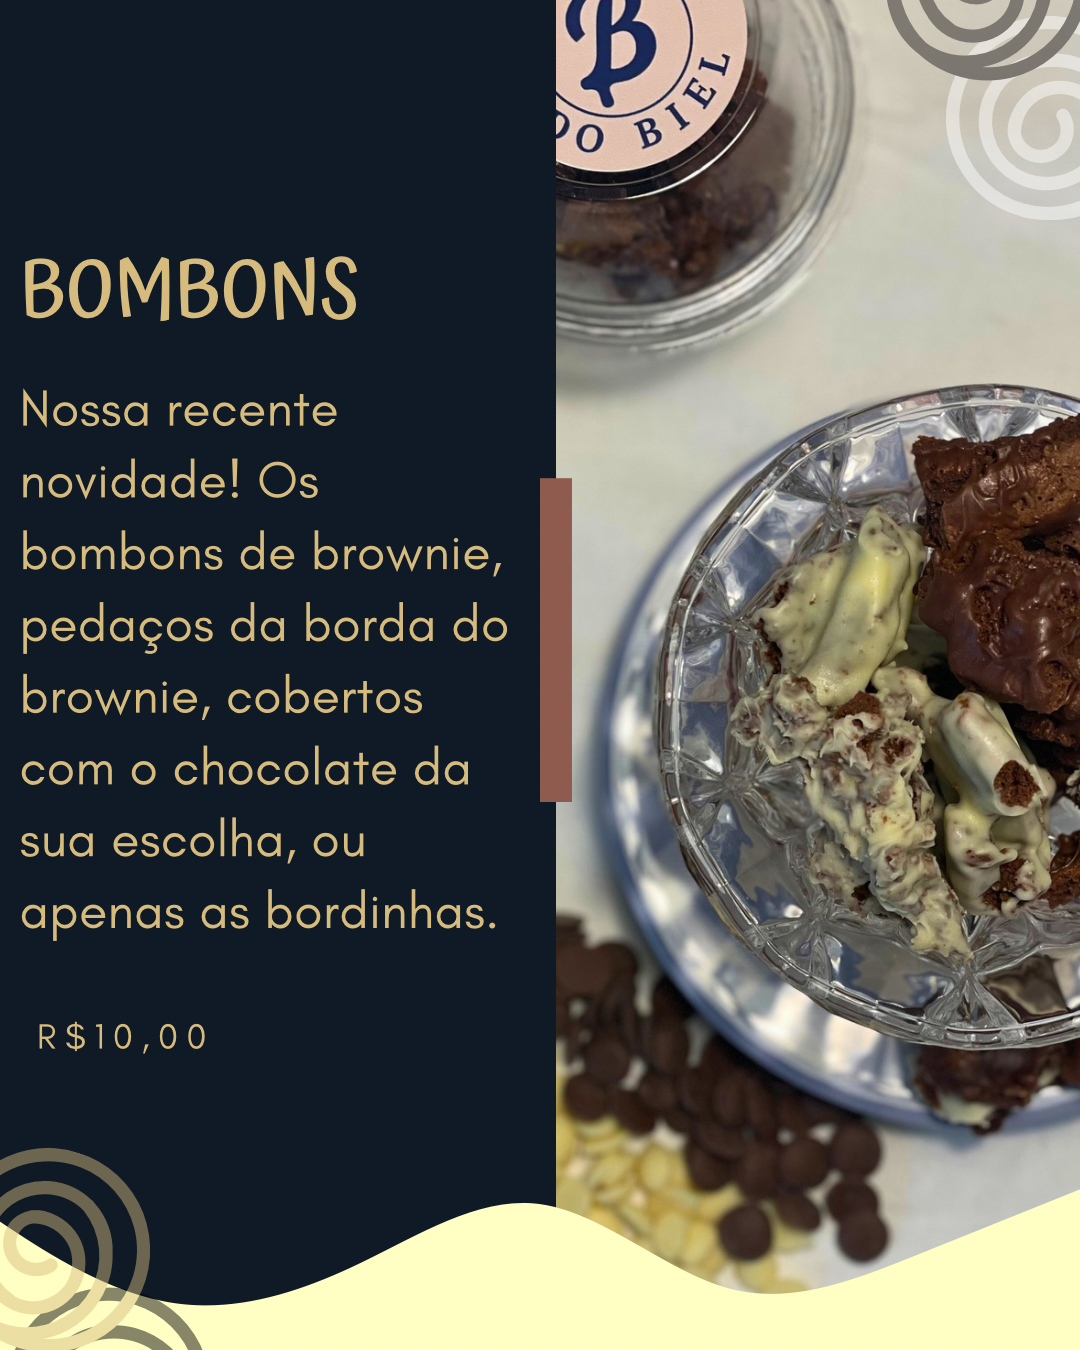 B
DO BIEL
BOMBONS
Nossa recente
novidade! Os
bombons de brownie,
pedaços da borda do
brownie, cobertos
com o chocolate da
sua escolha, ou
apenas as bordinhas.
R$10,00